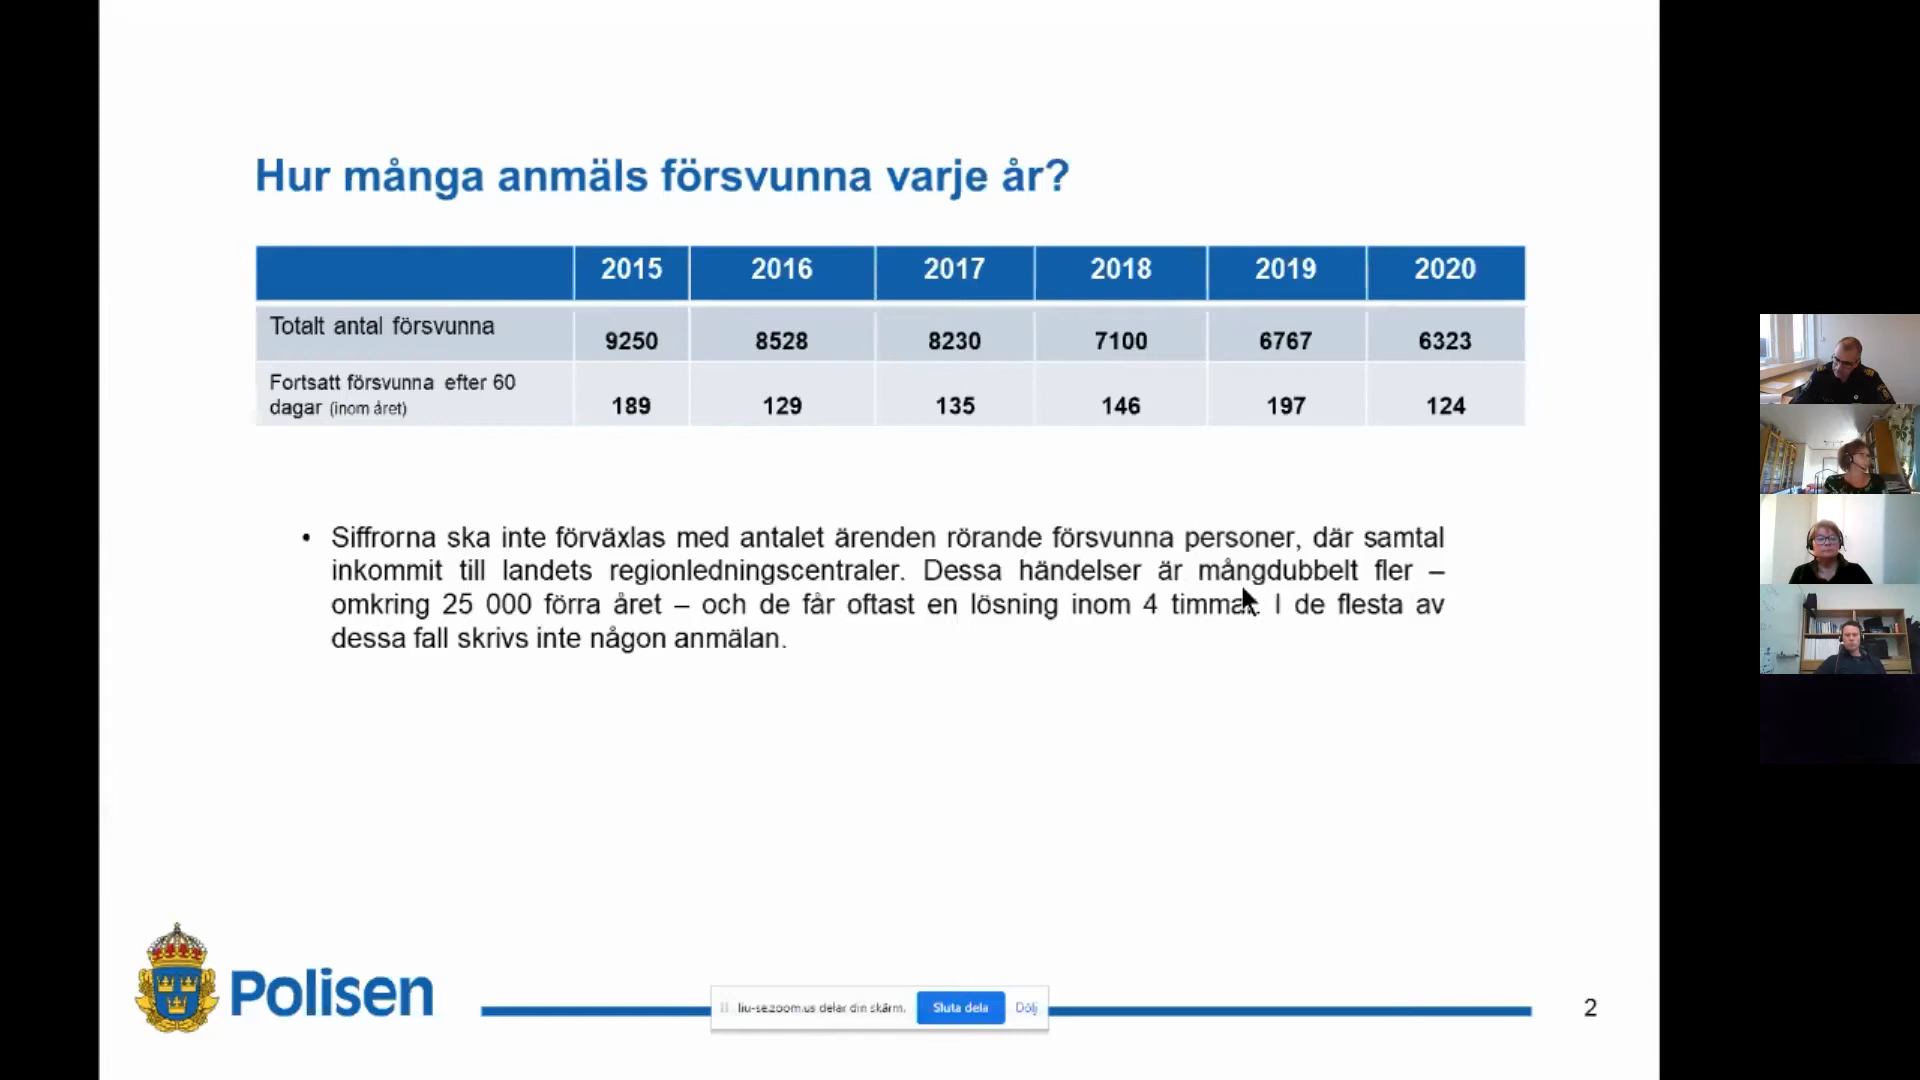 Hur många anmäls försvunna varje år?
2015 2016 2017 2018 2019 2020
Totalt antal försvunna 9250 8528 8230 7100 6767 6323
Fortsatt försvunna efter 60
dagar (inom året) 189 129 135 146 197 124
• Siffrorna ska inte förväxlas med antalet ärenden rörande försvunna personer, där samtal
inkommit till landets regionledningscentraler. Dessa händelser är mångdubbelt fler –
omkring 25 000 förra året – och de får oftast en lösning inom 4 timmar. I de flesta av
dessa fall skrivs inte någon anmälan.
Polisen
liu-se.zoom.us delar din skärm. Sluta dela Dölj
2